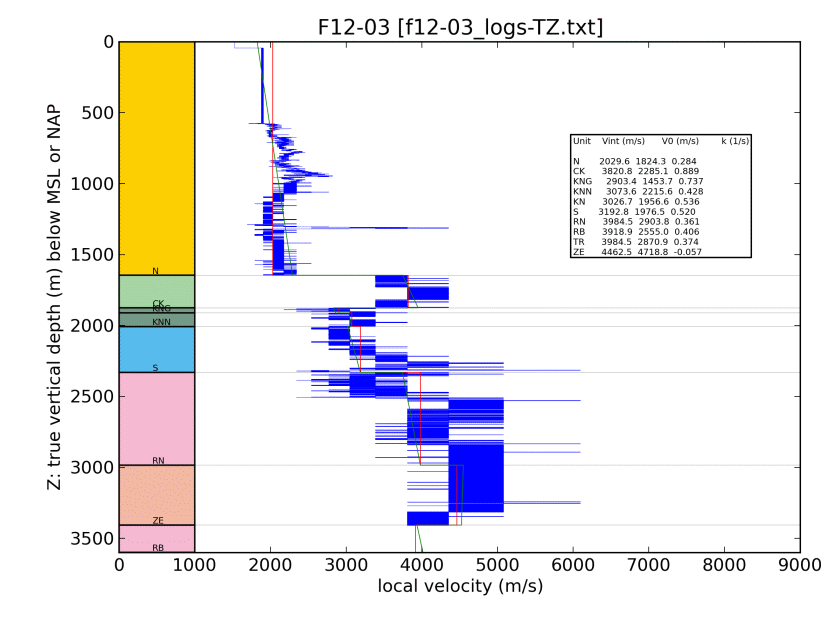 F12-03 [f12-03_logs-TZ.txt]
0
500
1000
1500
2000
2500
3000
3500
Z: true vertical depth (m) below MSL or NAP
N
CK
KNG
KNN
S
RN
ZE
RB
Unit Vint (m/s) V0 (m/s) k (1/s)
N 2029.6 1824.3 0.284
CK 3820.8 2285.1 0.889
KNG 2903.4 1453.7 0.737
KNN 3073.6 2215.6 0.428
KN 3026.7 1956.6 0.536
S 3192.8 1976.5 0.520
RN 3984.5 2903.8 0.361
RB 3918.9 2555.0 0.406
TR 3984.5 2870.9 0.374
ZE 4462.5 4718.8 -0.057
0 1000 2000 3000 4000 5000 6000 7000 8000 9000
local velocity (m/s)